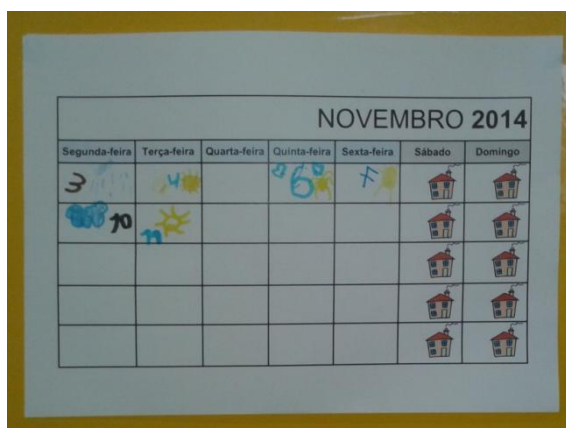 NOVEMBRO 2014
Segunda-feira Terça-feira Quarta-feira Quinta-feira Sexta-feira Sábado Domingo
3 4 6 7
10 11